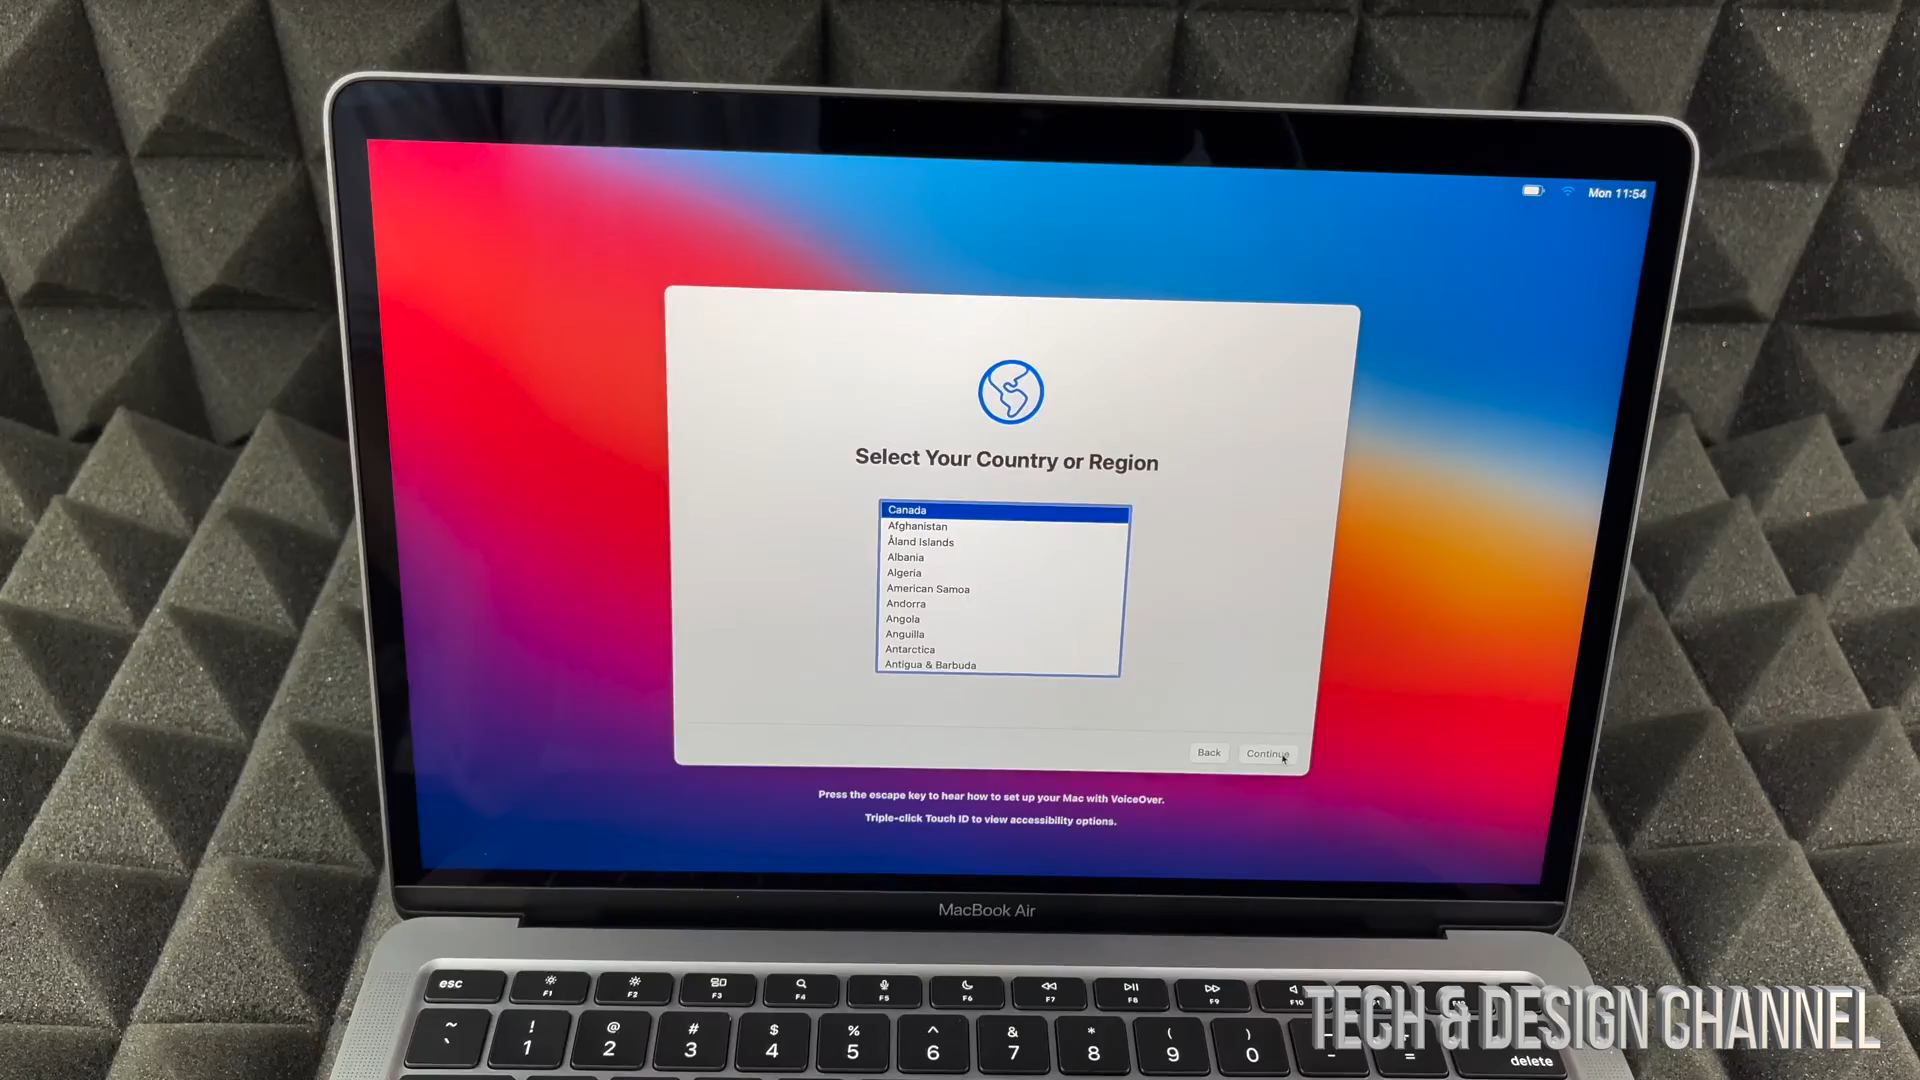 Mon 11:54
Select Your Country or Region
Canada
Afghanistan
Åland Islands
Albania
Algeria
American Samoa
Andorra
Angola
Anguilla
Antarctica
Antigua & Barbuda
Back
Continue
Press the escape key to hear how to set up your Mac with VoiceOver.
Triple-click Touch ID to view accessibility options.
MacBook Air
esc
F1
F2
F3
F4
F5
F6
F7
F8
F9
F10
TECH & DESIGN CHANNEL
~ ! @ # $ % ^ & * ( )
` 1 2 3 4 5 6 7 8 9 0 - =
delete